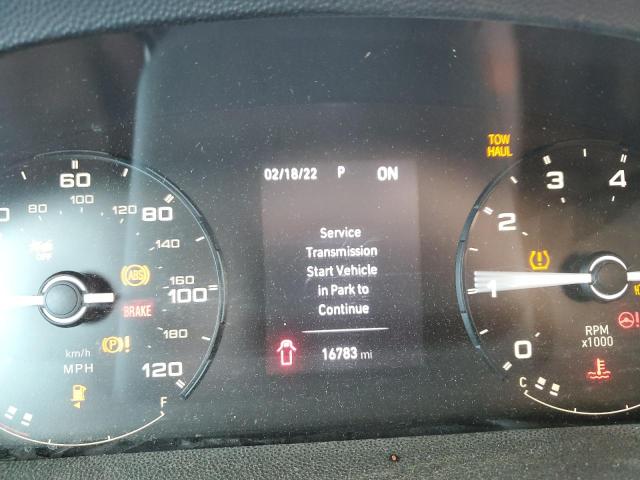 TOW
HAUL
02/18/22 P ON
60
80
100
120
80
100
120
140
160
180
OFF
ABS
BRAKE
P !
km/h
MPH
F
Service
Transmission
Start Vehicle
in Park to
Continue
16783 mi
0
1
2
3
4
!
RPM
x1000
!
C